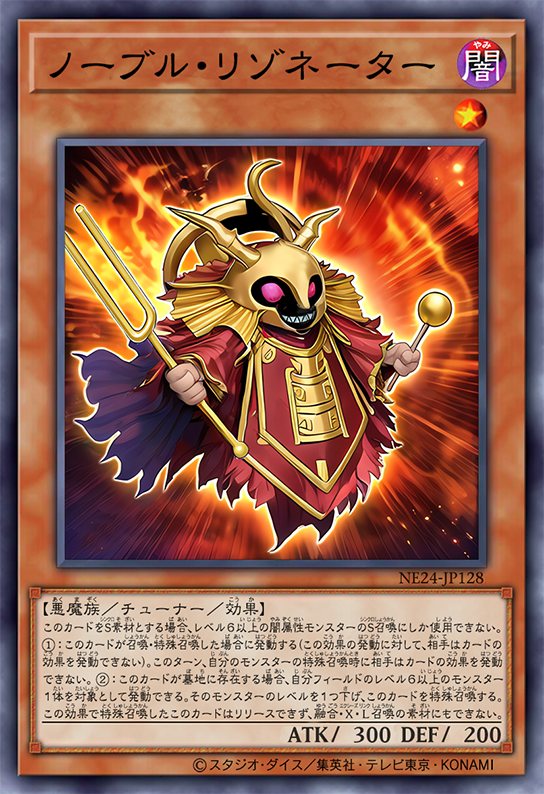 ノーブル・リゾネーター
闇
NE24-JP128
【悪魔族／チューナー／効果】
このカードをS素材とする場合、レベル６以上の闇属性モンスターのS召喚にしか使用できない。
①：このカードが召喚・特殊召喚した場合に発動する(この効果の発動に対して、相手はカードの
効果を発動できない)。このターン、自分のモンスターの特殊召喚時に相手はカードの効果を発動
できない。②：このカードが墓地に存在する場合、自分フィールドのレベル６以上のモンスター
１体を対象として発動できる。そのモンスターのレベルを１つ下げ、このカードを特殊召喚する。
この効果で特殊召喚したこのカードはリリースできず、融合・X・L召喚の素材にもできない。
ATK/ 300 DEF/ 200
©スタジオ・ダイス／集英社・テレビ東京・KONAMI